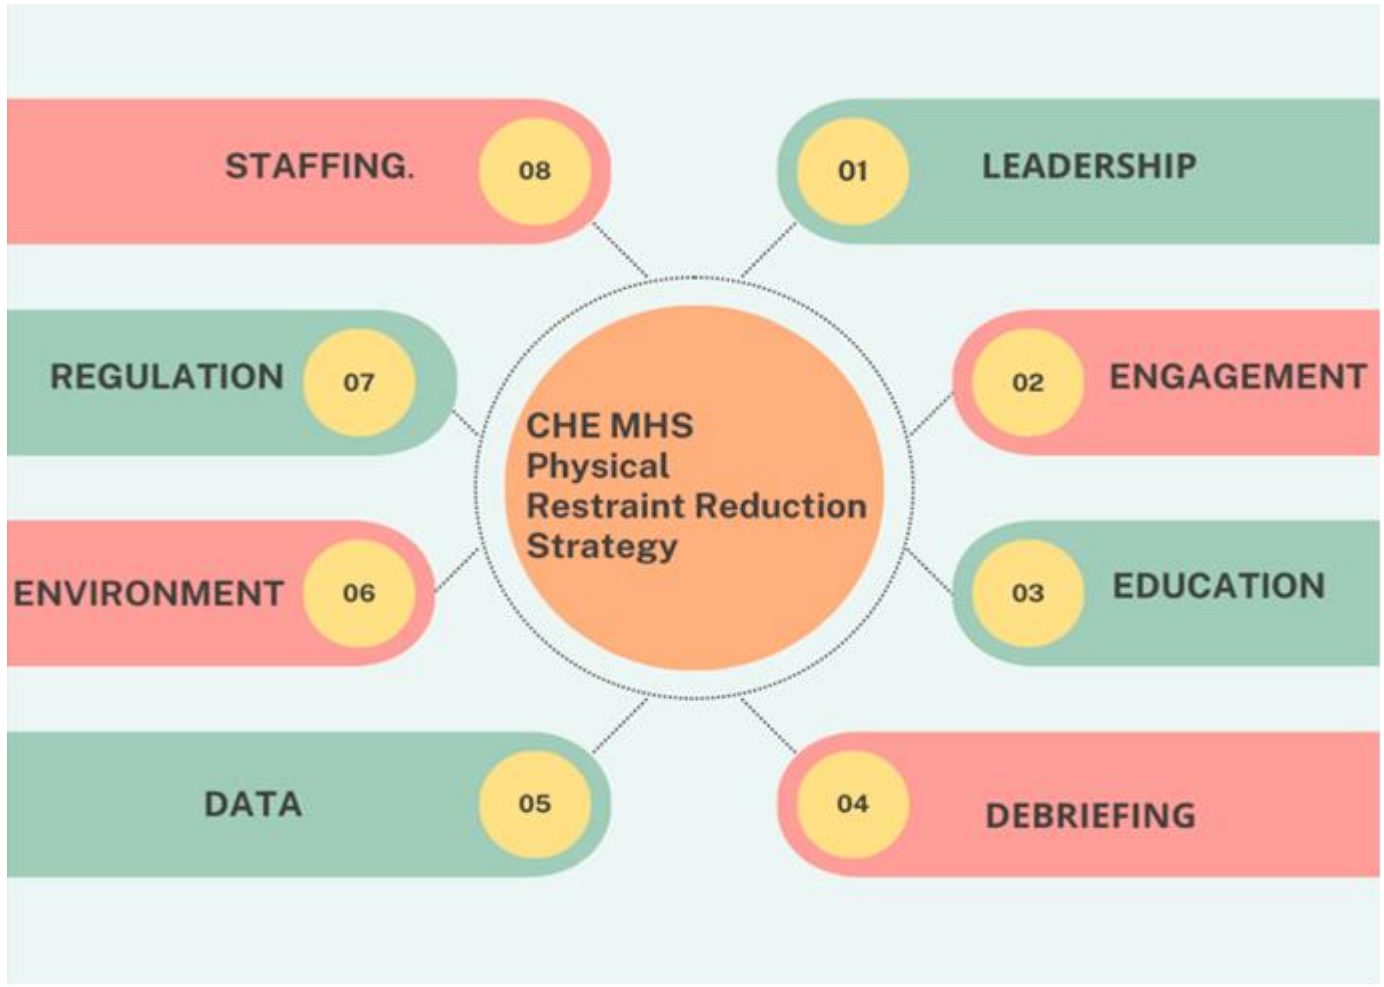 STAFFING.
08
01
LEADERSHIP
REGULATION
07
02
ENGAGEMENT
CHE MHS
Physical
Restraint Reduction
Strategy
ENVIRONMENT
06
03
EDUCATION
DATA
05
04
DEBRIEFING